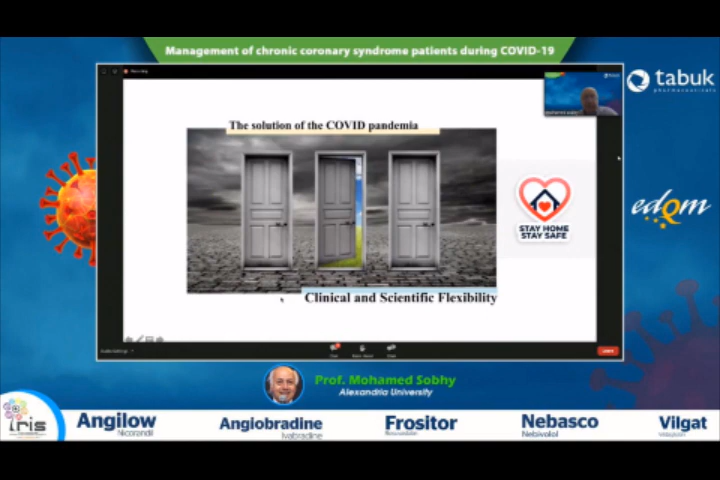 Management of chronic coronary syndrome patients during COVID-19
tabuk
pharmaceuticals
The solution of the COVID pandemia
STAY HOME
STAY SAFE
edom
Clinical and Scientific Flexibility
Prof. Mohamed Sobhy
Alexandria University
iris
Angilow
Nicorandil
Angiobradine
Ivabradine
Frositor
Nebasco
Nebivolol
Vilgat